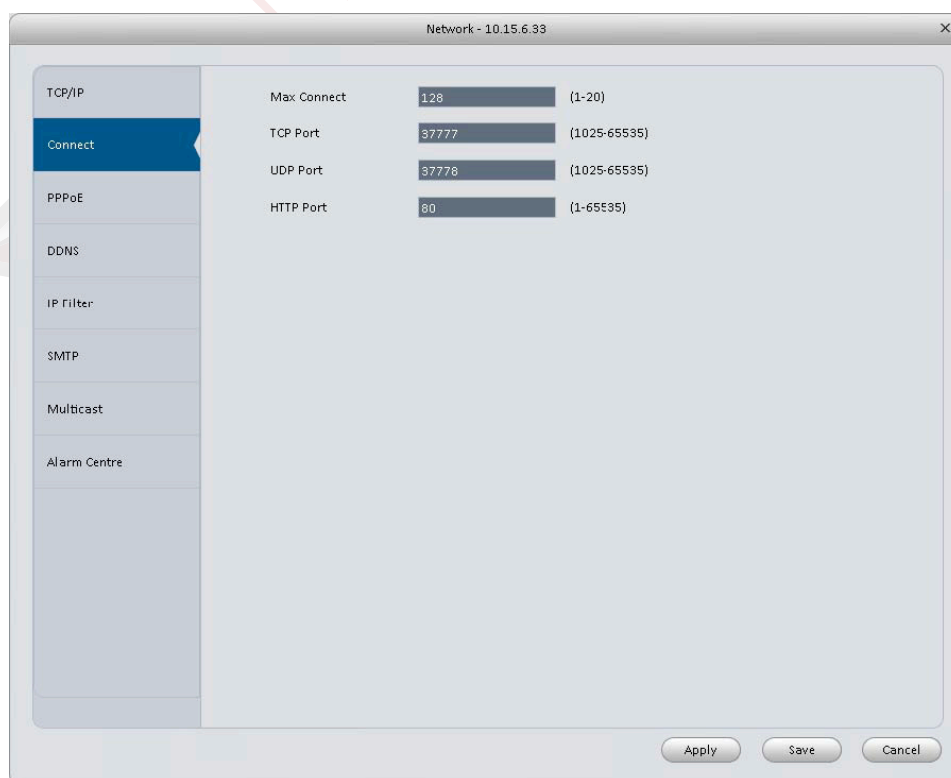 Network - 10.15.6.33
TCP/IP
Connect
PPPoE
DDNS
IP Filter
SMTP
Multicast
Alarm Centre
Max Connect 128 (1-20)
TCP Port 37777 (1025-65535)
UDP Port 37778 (1025-65535)
HTTP Port 80 (1-65535)
Apply Save Cancel